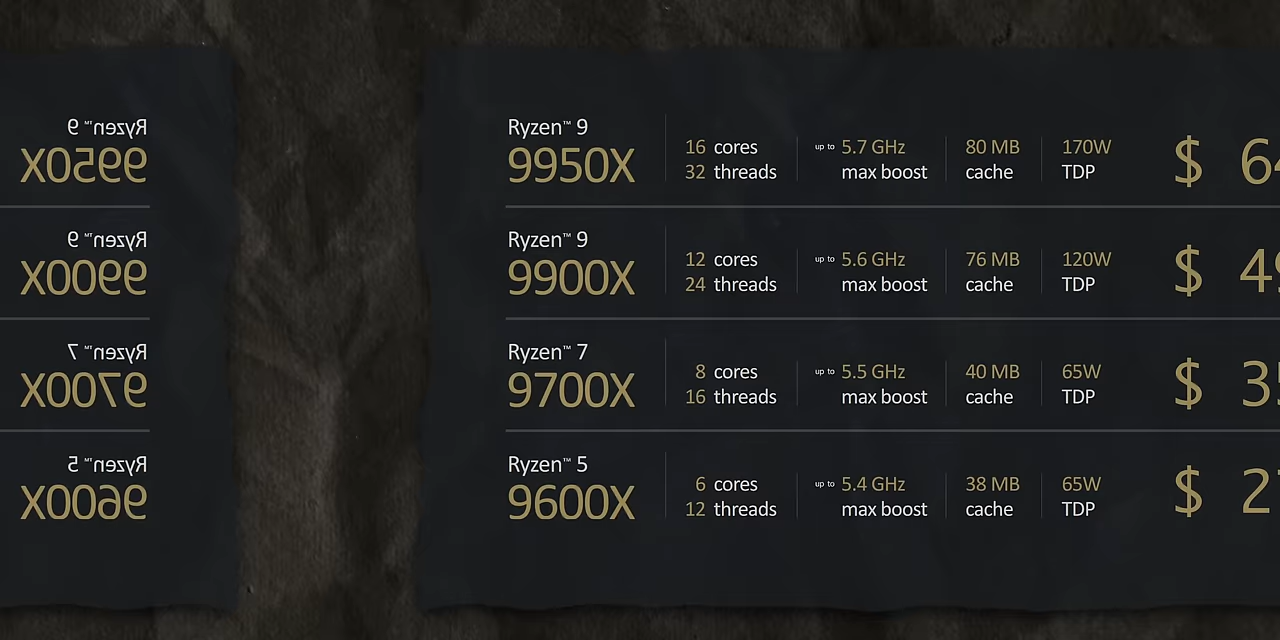 Ryzen™ 9
9950X
16 cores
32 threads
up to 5.7 GHz
max boost
80 MB
cache
170W
TDP
$ 6
Ryzen™ 9
9900X
12 cores
24 threads
up to 5.6 GHz
max boost
76 MB
cache
120W
TDP
$ 4
Ryzen™ 7
9700X
8 cores
16 threads
up to 5.5 GHz
max boost
40 MB
cache
65W
TDP
$ 3
Ryzen™ 5
9600X
6 cores
12 threads
up to 5.4 GHz
max boost
38 MB
cache
65W
TDP
$ 2
Ryzen™ 9
9950X
Ryzen™ 9
9900X
Ryzen™ 7
9700X
Ryzen™ 5
9600X